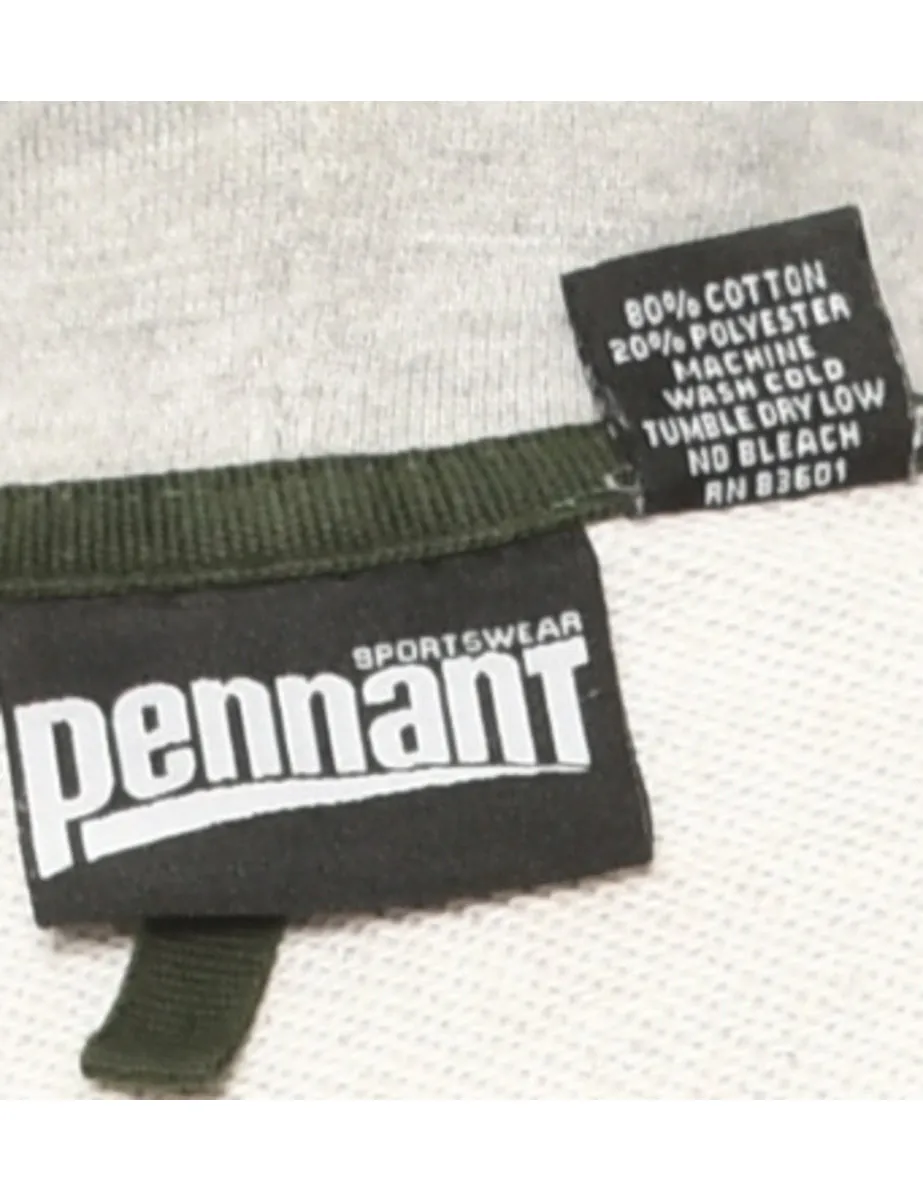 80% COTTON
20% POLYESTER
MACHINE
WASH COLD
TUMBLE DRY LOW
NO BLEACH
RN 83601
SPORTSWEAR
pennanT